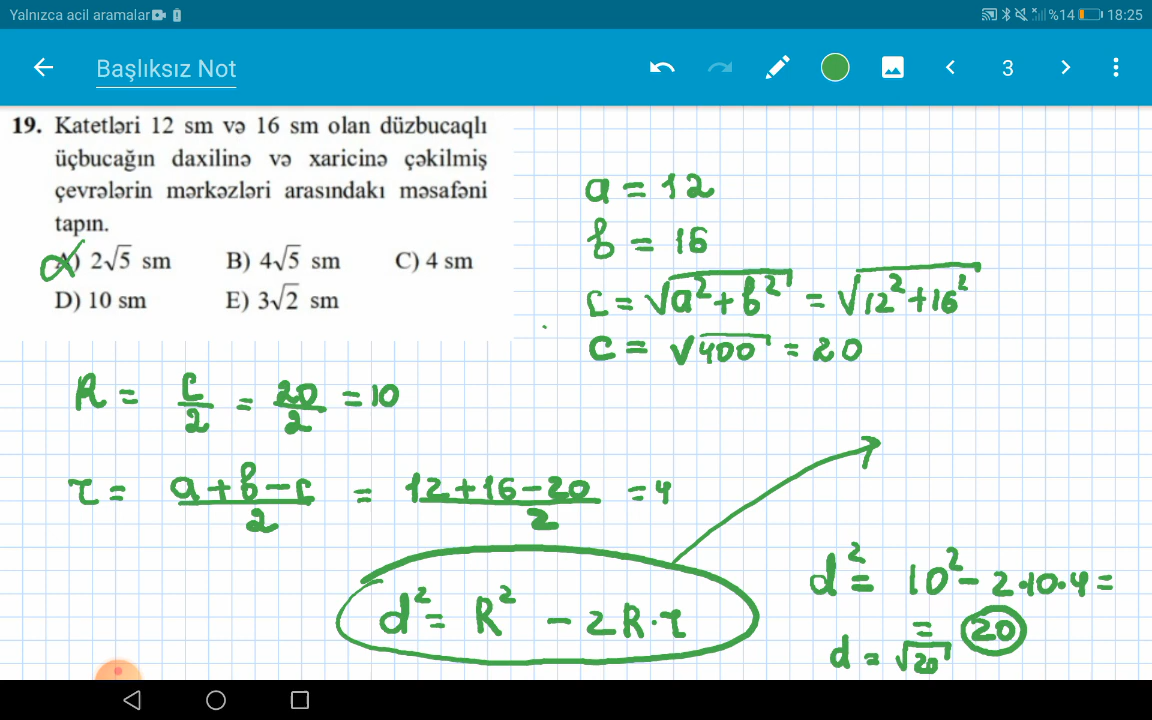 Yalnızca acil aramalar %14 18:25
Başlıksız Not 3
19. Katetləri 12 sm və 16 sm olan düzbucaqlı
üçbucağın daxilinə və xaricinə çəkilmiş
çevrələrin mərkəzləri arasındakı məsafəni
tapın.
A) 2√5 sm B) 4√5 sm C) 4 sm
D) 10 sm E) 3√2 sm
a = 12
b = 16
c = √a²+b² = √12²+16²
c = √400 = 20
R = c/2 = 20/2 = 10
r = a+b-c/2 = 12+16-20/2 = 4
d² = R² - 2R·r
d² = 10² - 2·10·4 =
= 20
d = √20